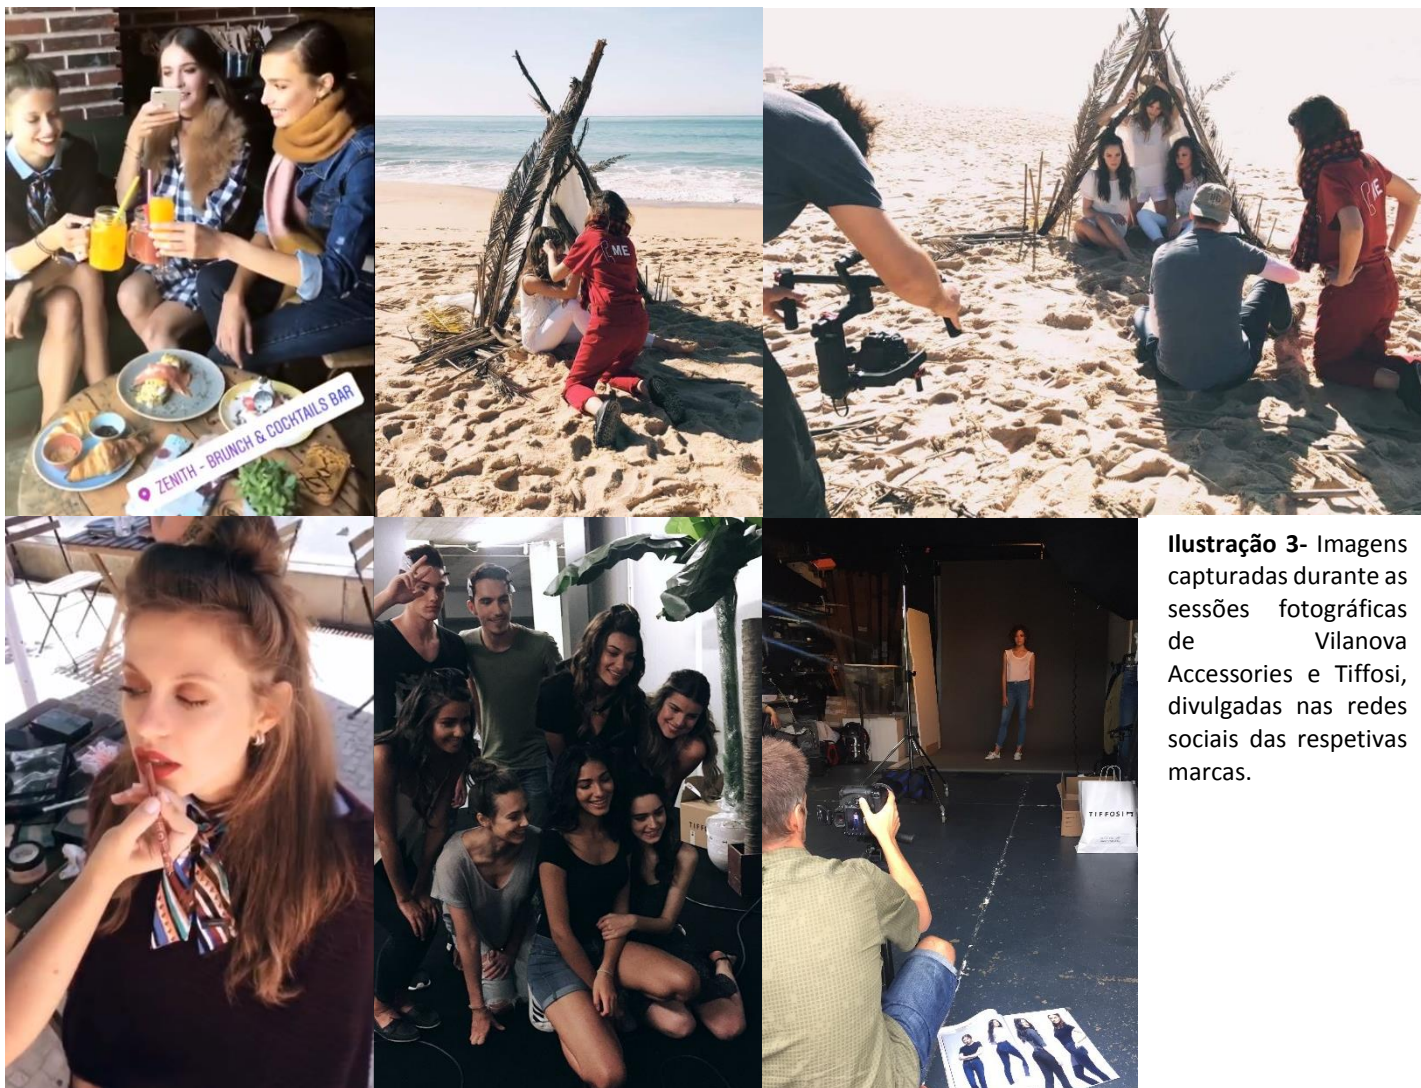 ZENITH - BRUNCH & COCKTAILS BAR
ME
ME
Ilustração 3- Imagens
capturadas durante as
sessões fotográficas
de Vilanova
Accessories e Tiffosi,
divulgadas nas redes
sociais das respetivas
marcas.
TIFF
TIFFOSI